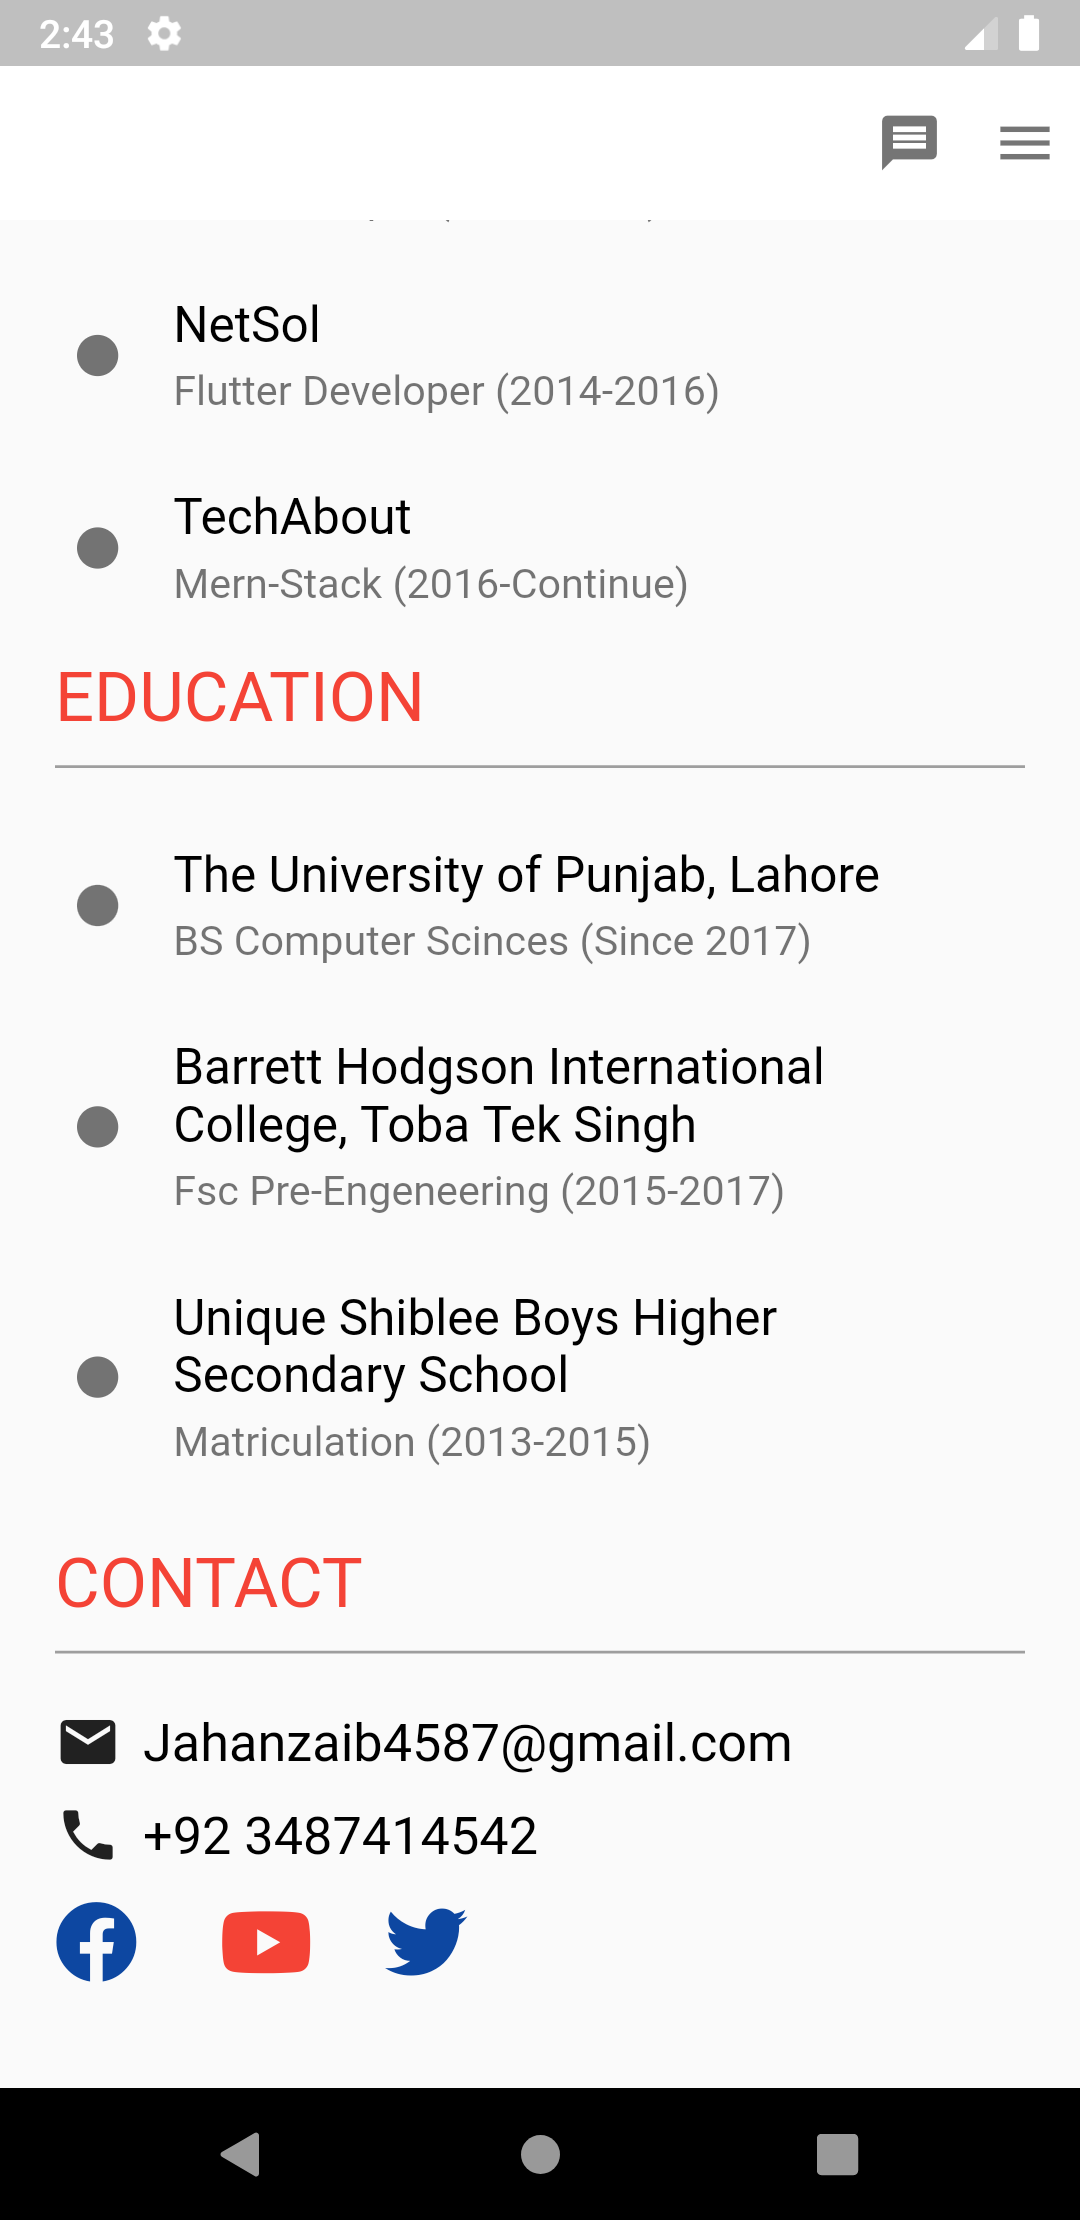 2:43
NetSol
Flutter Developer (2014-2016)
TechAbout
Mern-Stack (2016-Continue)
EDUCATION
The University of Punjab, Lahore
BS Computer Scinces (Since 2017)
Barrett Hodgson International
College, Toba Tek Singh
Fsc Pre-Engeneering (2015-2017)
Unique Shiblee Boys Higher
Secondary School
Matriculation (2013-2015)
CONTACT
Jahanzaib4587@gmail.com
+92 3487414542